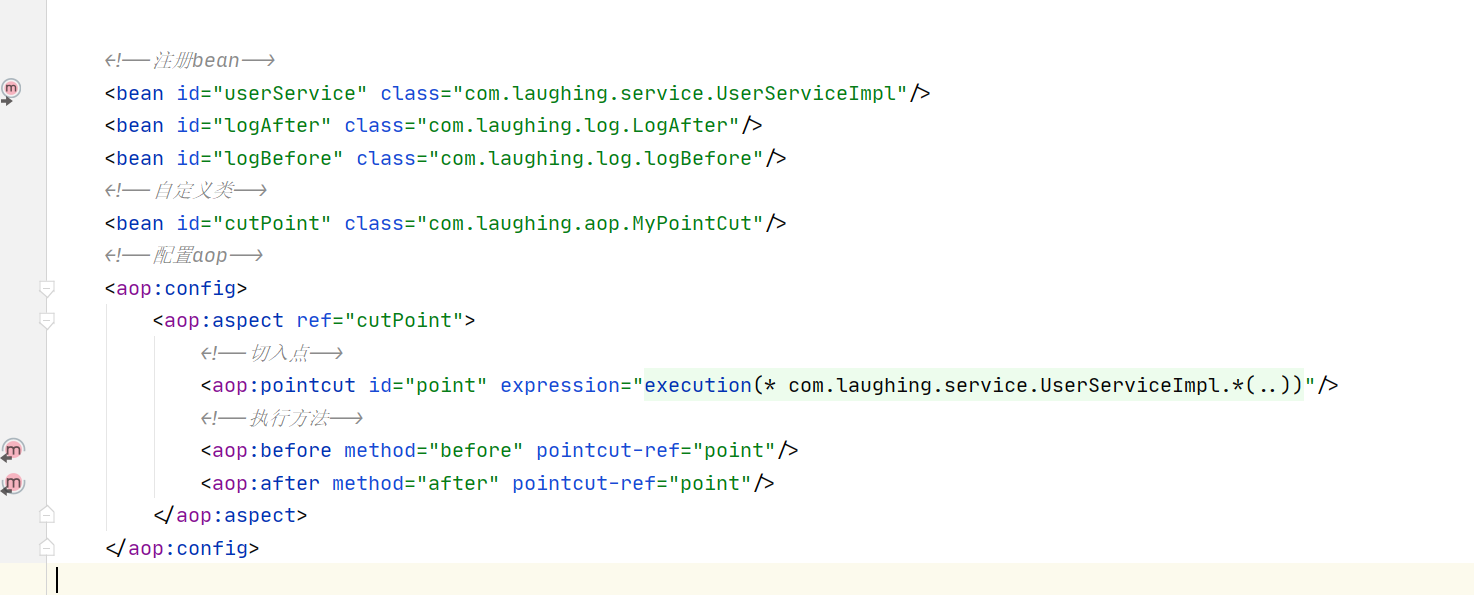 <!--注册bean-->
<bean id="userService" class="com.laughing.service.UserServiceImpl"/>
<bean id="logAfter" class="com.laughing.log.LogAfter"/>
<bean id="logBefore" class="com.laughing.log.logBefore"/>
<!--自定义类-->
<bean id="cutPoint" class="com.laughing.aop.MyPointCut"/>
<!--配置aop-->
<aop:config>
<aop:aspect ref="cutPoint">
<!--切入点-->
<aop:pointcut id="point" expression="execution(* com.laughing.service.UserServiceImpl.*(..))"/>
<!--执行方法-->
<aop:before method="before" pointcut-ref="point"/>
<aop:after method="after" pointcut-ref="point"/>
</aop:aspect>
</aop:config>